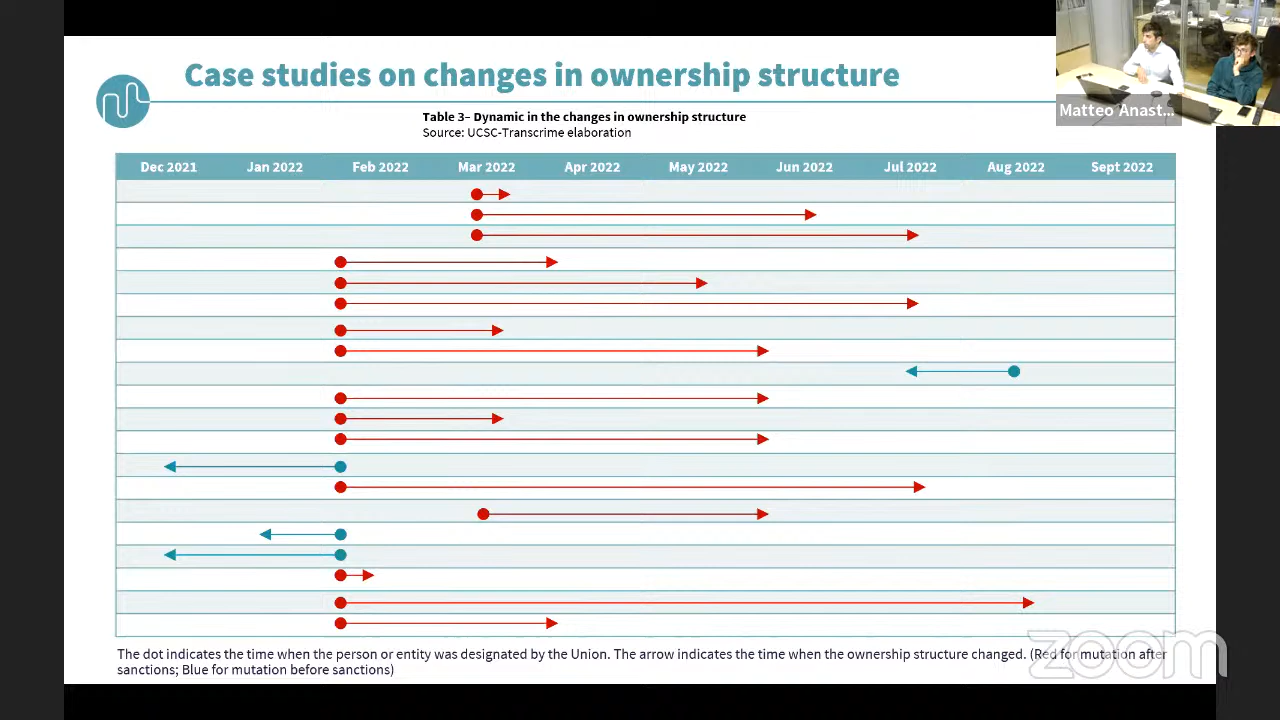 Case studies on changes in ownership structure
Matteo Anast...
Table 3– Dynamic in the changes in ownership structure
Source: UCSC-Transcrime elaboration
Dec 2021 Jan 2022 Feb 2022 Mar 2022 Apr 2022 May 2022 Jun 2022 Jul 2022 Aug 2022 Sept 2022
The dot indicates the time when the person or entity was designated by the Union. The arrow indicates the time when the ownership structure changed. (Red for mutation after
sanctions; Blue for mutation before sanctions)
zoom